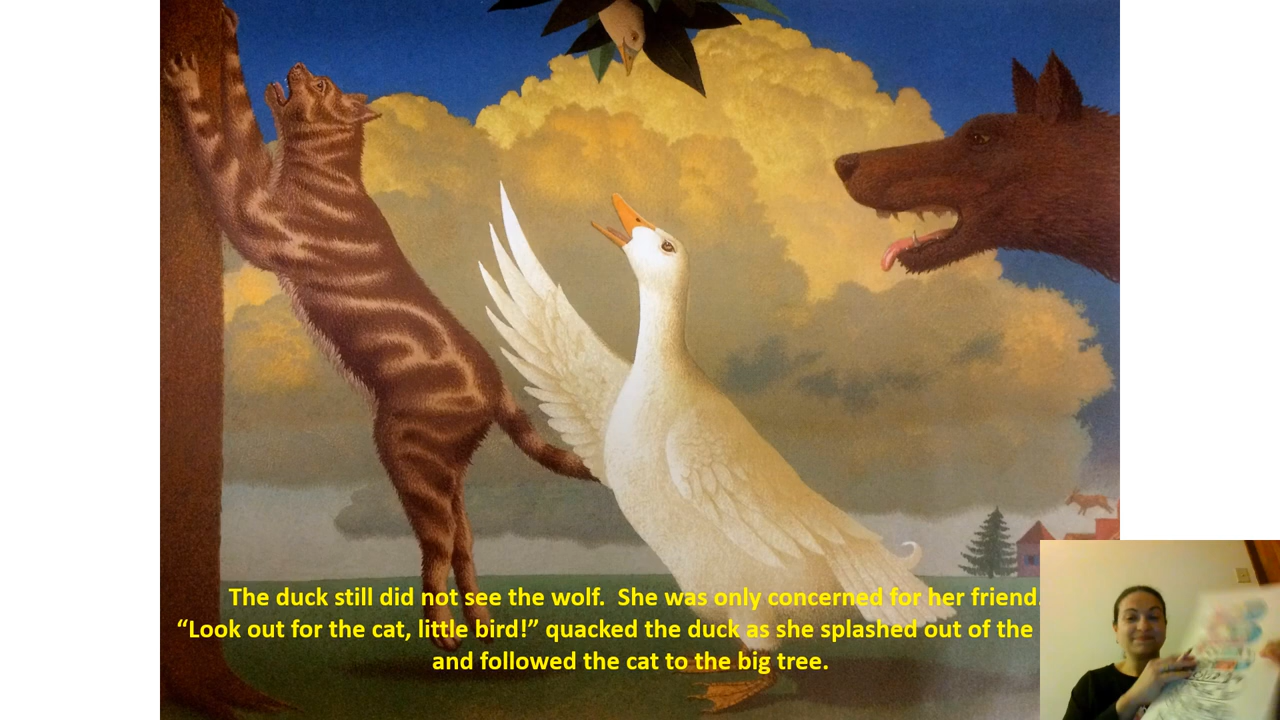 The duck still did not see the wolf.  She was only concerned for her friend.
“Look out for the cat, little bird!” quacked the duck as she splashed out of the
and followed the cat to the big tree.